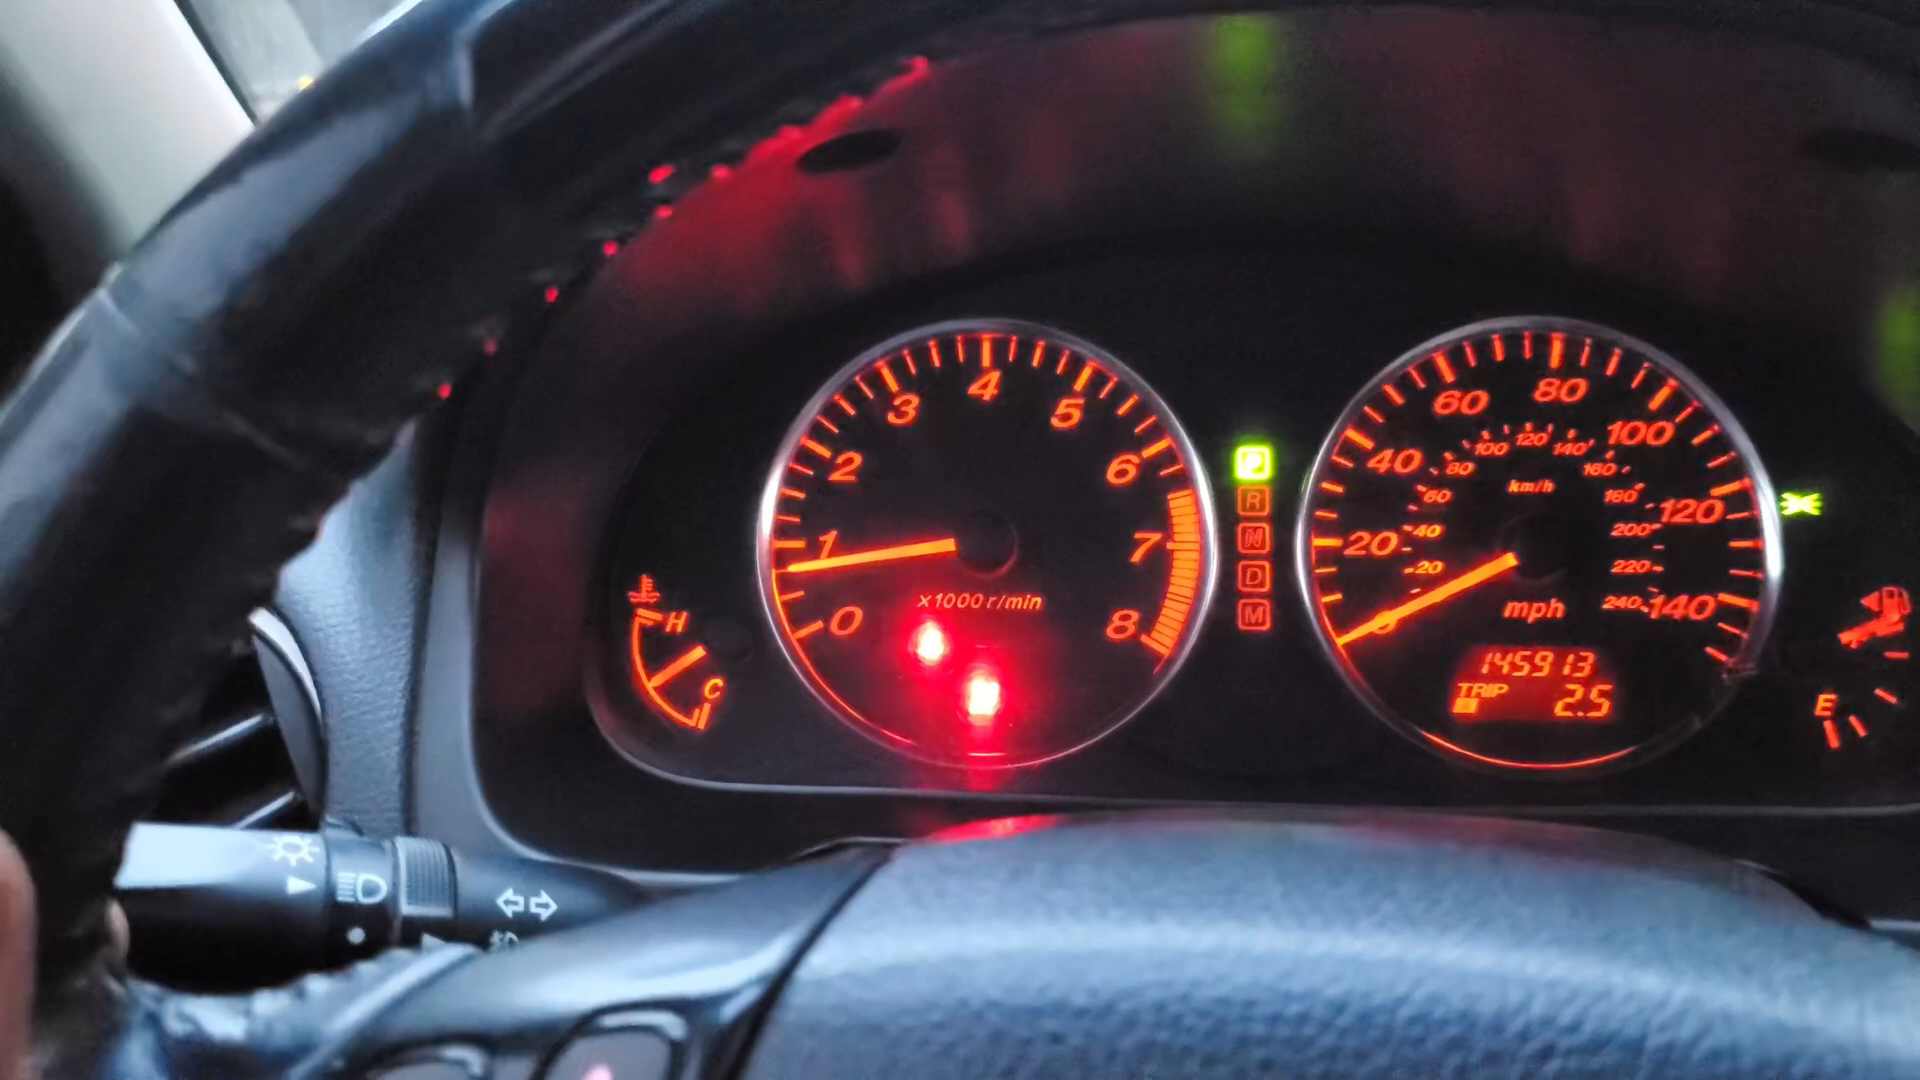 0 1 2 3 4 5 6 7 8
x1000 r/min
H
C
P
R
N
D
M
20 40 60 80 100 120 140
20 40 60 80 100 120 140 160 180 200 220 240
km/h
mph
145913
TRIP
2.5
E